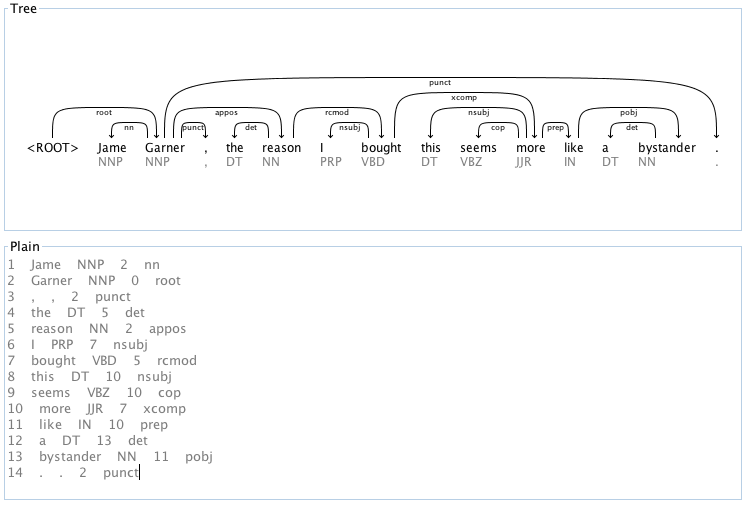 Tree
punct
xcomp
root appos rcmod nsubj pobj
nn punct det nsubj cop prep det
<ROOT> Jame Garner , the reason I bought this seems more like a bystander .
NNP NNP , DT NN PRP VBD DT VBZ JJR IN DT NN .
Plain
1 Jame NNP 2 nn
2 Garner NNP 0 root
3 , , 2 punct
4 the DT 5 det
5 reason NN 2 appos
6 I PRP 7 nsubj
7 bought VBD 5 rcmod
8 this DT 10 nsubj
9 seems VBZ 10 cop
10 more JJR 7 xcomp
11 like IN 10 prep
12 a DT 13 det
13 bystander NN 11 pobj
14 . . 2 punct